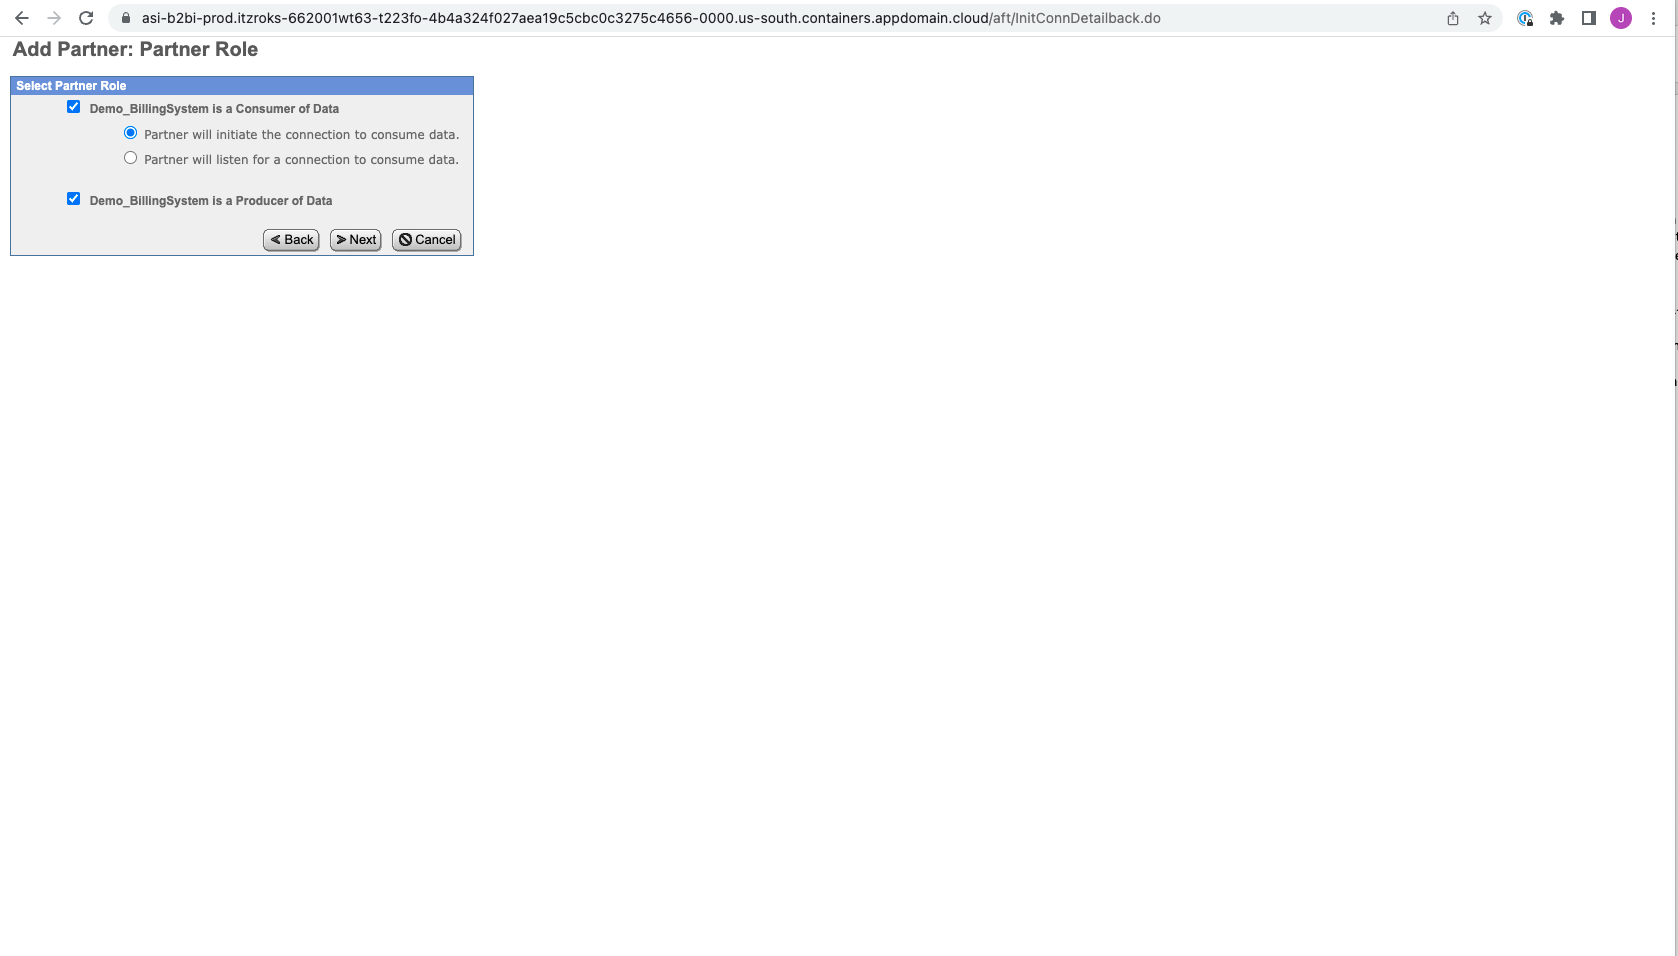 asi-b2bi-prod.itzroks-662001wt63-t223fo-4b4a324f027aea19c5cbc0c3275c4656-0000.us-south.containers.appdomain.cloud/aft/InitConnDetailback.do
J
Add Partner: Partner Role
Select Partner Role
Demo_BillingSystem is a Consumer of Data
Partner will initiate the connection to consume data.
Partner will listen for a connection to consume data.
Demo_BillingSystem is a Producer of Data
Back Next Cancel